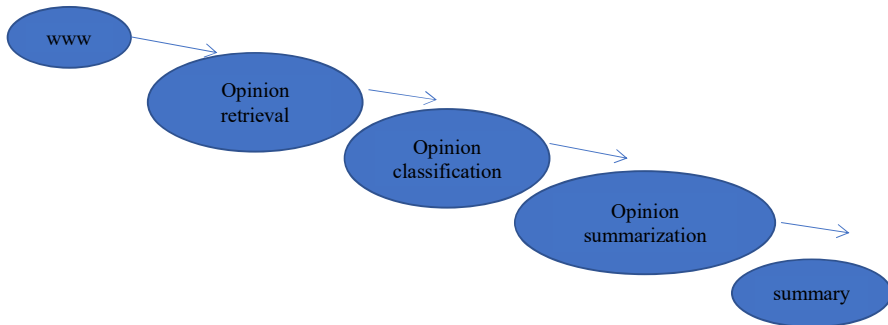 www
Opinion
retrieval
Opinion
classification
Opinion
summarization
summary